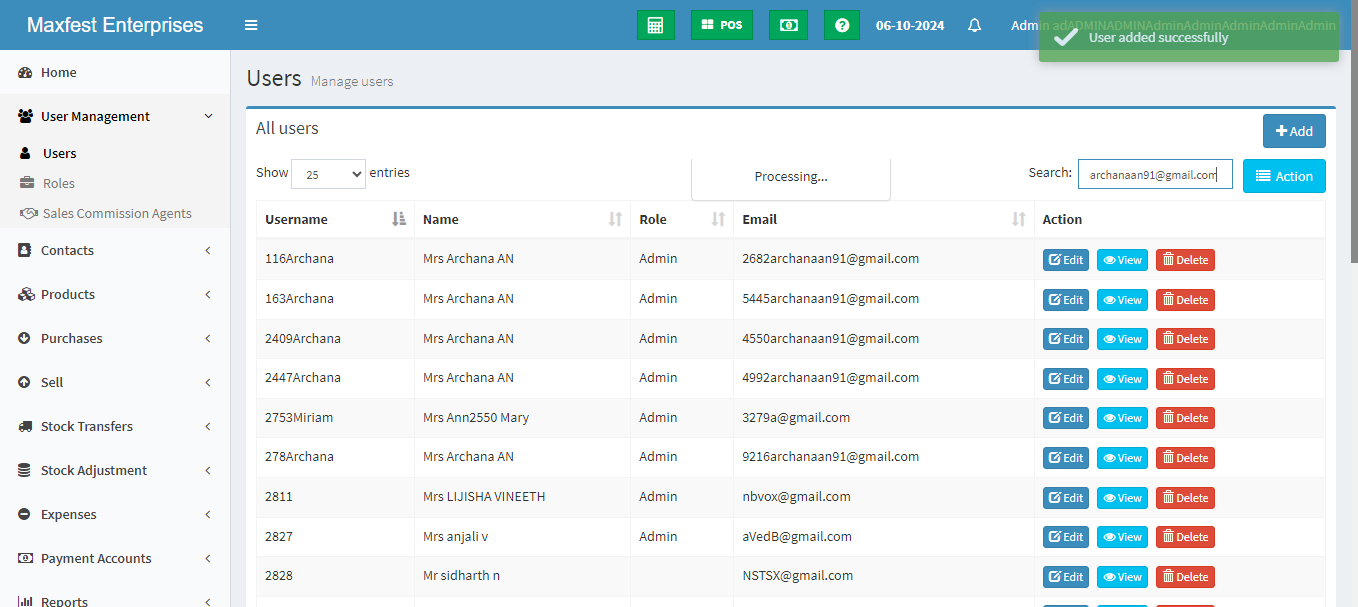 Maxfest Enterprises
POS
06-10-2024
User added successfully
Home
User Management
Users
Roles
Sales Commission Agents
Contacts
Products
Purchases
Sell
Stock Transfers
Stock Adjustment
Expenses
Payment Accounts
Reports
Users Manage users
All users
Add
Show 25 entries
Processing...
Search: archanaan91@gmail.com
Action
Username Name Role Email Action
116Archana Mrs Archana AN Admin 2682archanaan91@gmail.com Edit View Delete
163Archana Mrs Archana AN Admin 5445archanaan91@gmail.com Edit View Delete
2409Archana Mrs Archana AN Admin 4550archanaan91@gmail.com Edit View Delete
2447Archana Mrs Archana AN Admin 4992archanaan91@gmail.com Edit View Delete
2753Miriam Mrs Ann2550 Mary Admin 3279a@gmail.com Edit View Delete
278Archana Mrs Archana AN Admin 9216archanaan91@gmail.com Edit View Delete
2811 Mrs LIJISHA VINEETH Admin nbvox@gmail.com Edit View Delete
2827 Mrs anjali v Admin aVedB@gmail.com Edit View Delete
2828 Mr sidharth n NSTSX@gmail.com Edit View Delete